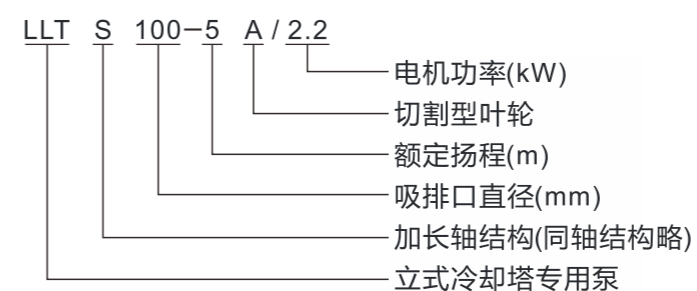 LLT S 100-5 A / 2.2
电机功率(kW)
切割型叶轮
额定扬程(m)
吸排口直径(mm)
加长轴结构(同轴结构略)
立式冷却塔专用泵